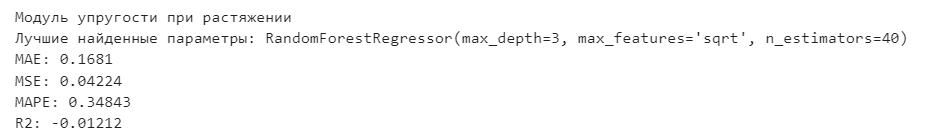 Модуль упругости при растяжении
Лучшие найденные параметры: RandomForestRegressor(max_depth=3, max_features='sqrt', n_estimators=40)
MAE: 0.1681
MSE: 0.04224
MAPE: 0.34843
R2: -0.01212